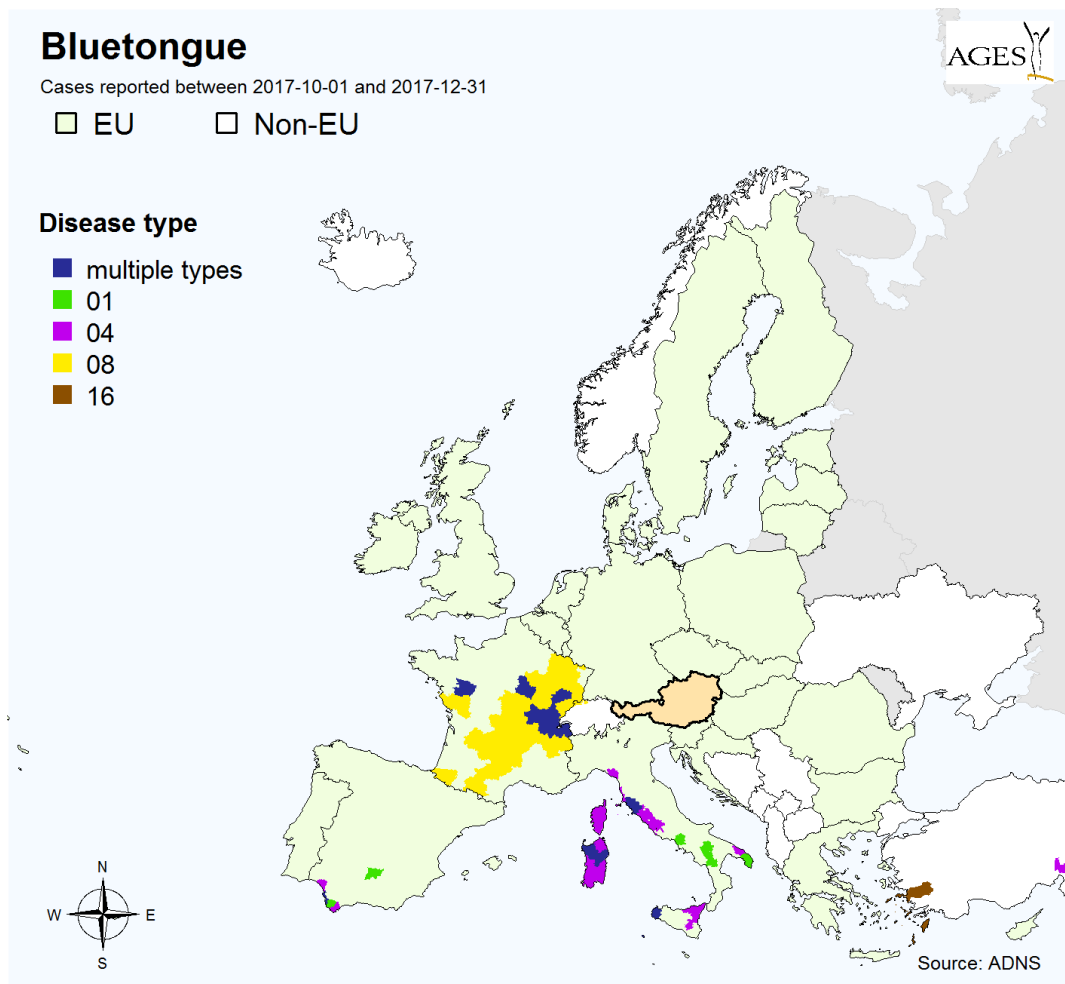 Bluetongue
AGES
Cases reported between 2017-10-01 and 2017-12-31
EU
Non-EU
Disease type
multiple types
01
04
08
16
N
W
E
S
Source: ADNS